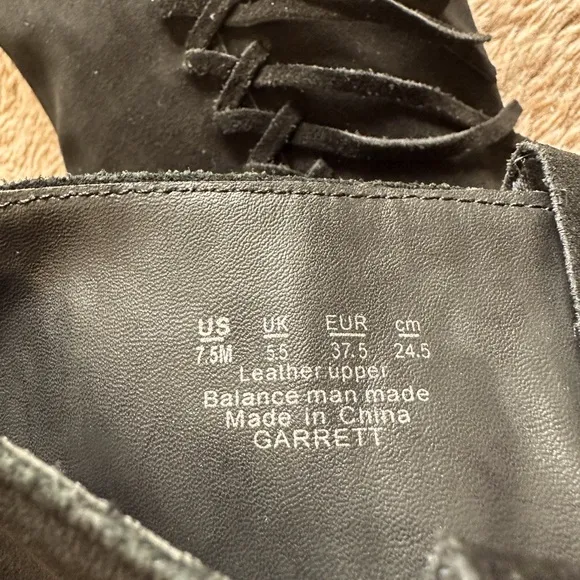 US UK EUR cm
7.5M 5.5 37.5 24.5
Leather upper
Balance man made
Made in China
GARRETT